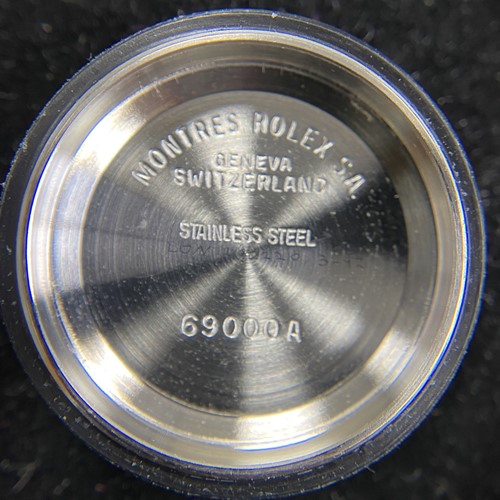 MONTRES ROLEX S.A.
GENEVA
SWITZERLAND
STAINLESS STEEL
69000A